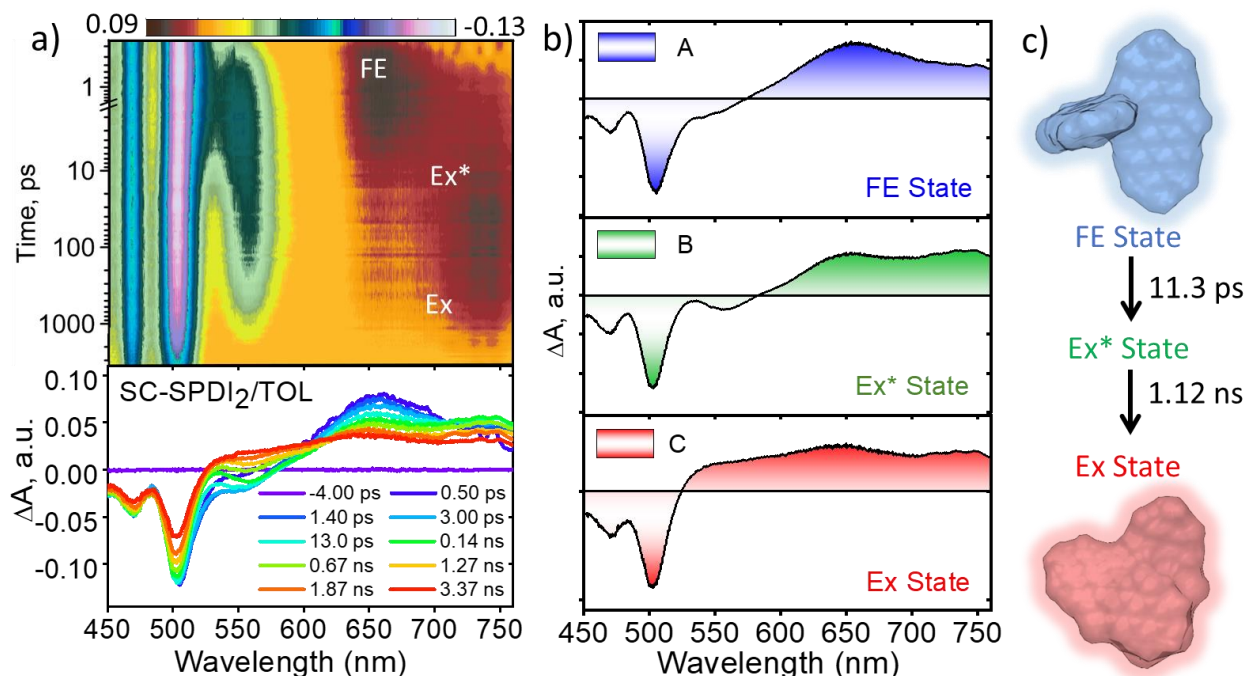 a)
0.09
-0.13
FE
Ex*
Ex
1
10
100
1000
Time, ps
SC-SPDI₂/TOL
0.10
0.05
0.00
-0.05
-0.10
ΔA, a.u.
-4.00 ps 0.50 ps
1.40 ps 3.00 ps
13.0 ps 0.14 ns
0.67 ns 1.27 ns
1.87 ns 3.37 ns
450 500 550 600 650 700 750
Wavelength (nm)
b)
A
FE State
B
Ex* State
C
Ex State
ΔA, a.u.
450 500 550 600 650 700 750
Wavelength (nm)
c)
FE State
11.3 ps
Ex* State
1.12 ns
Ex State